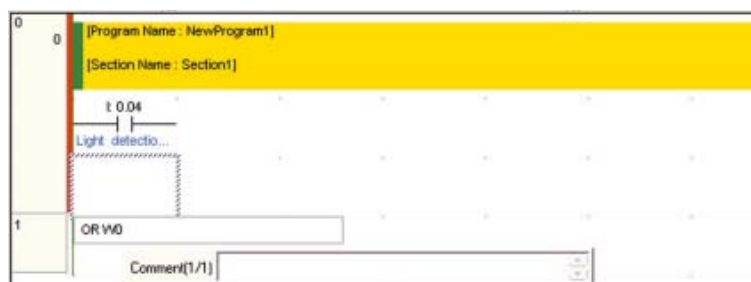 0
0
[Program Name : NewProgram1]
[Section Name : Section1]
I: 0.04
Light detectio...
1
OR W0
Comment(1/1)